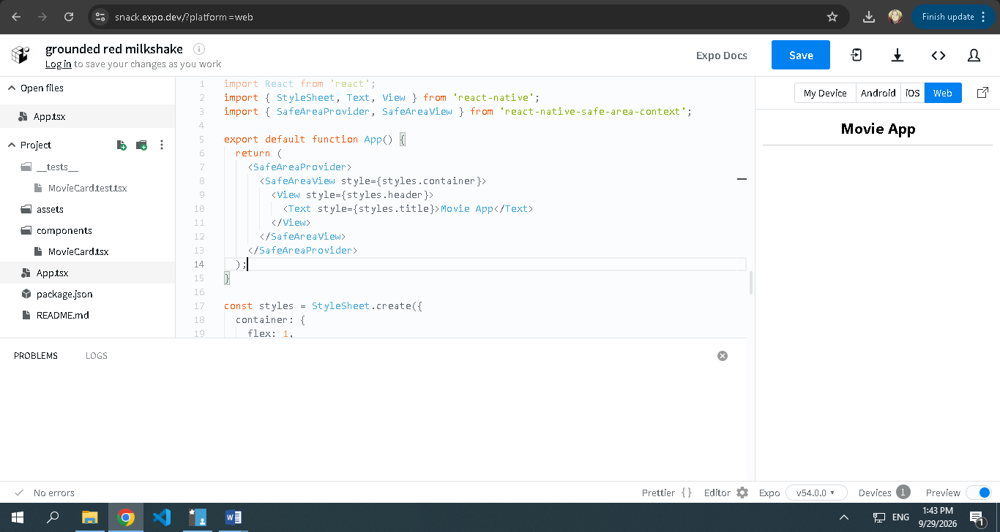 snack.expo.dev/?platform=web
Finish update
grounded red milkshake
Log in to save your changes as you work
Expo Docs
Save
Open files
App.tsx
Project
__tests__
MovieCard.test.tsx
assets
components
MovieCard.tsx
App.tsx
package.json
README.md
1 import React from 'react';
2 import { StyleSheet, Text, View } from 'react-native';
3 import { SafeAreaProvider, SafeAreaView } from 'react-native-safe-area-context';
4
5 export default function App() {
6 return (
7 <SafeAreaProvider>
8 <SafeAreaView style={styles.container}>
9 <View style={styles.header}>
10 <Text style={styles.title}>Movie App</Text>
11 </View>
12 </SafeAreaView>
13 </SafeAreaProvider>
14 );
15 }
16
17 const styles = StyleSheet.create({
18 container: {
19 flex: 1,
My Device Android iOS Web
Movie App
PROBLEMS LOGS
No errors
Prettier {} Editor Expo v54.0.0 Devices 1 Preview
ENG
1:43 PM
9/29/2026
1